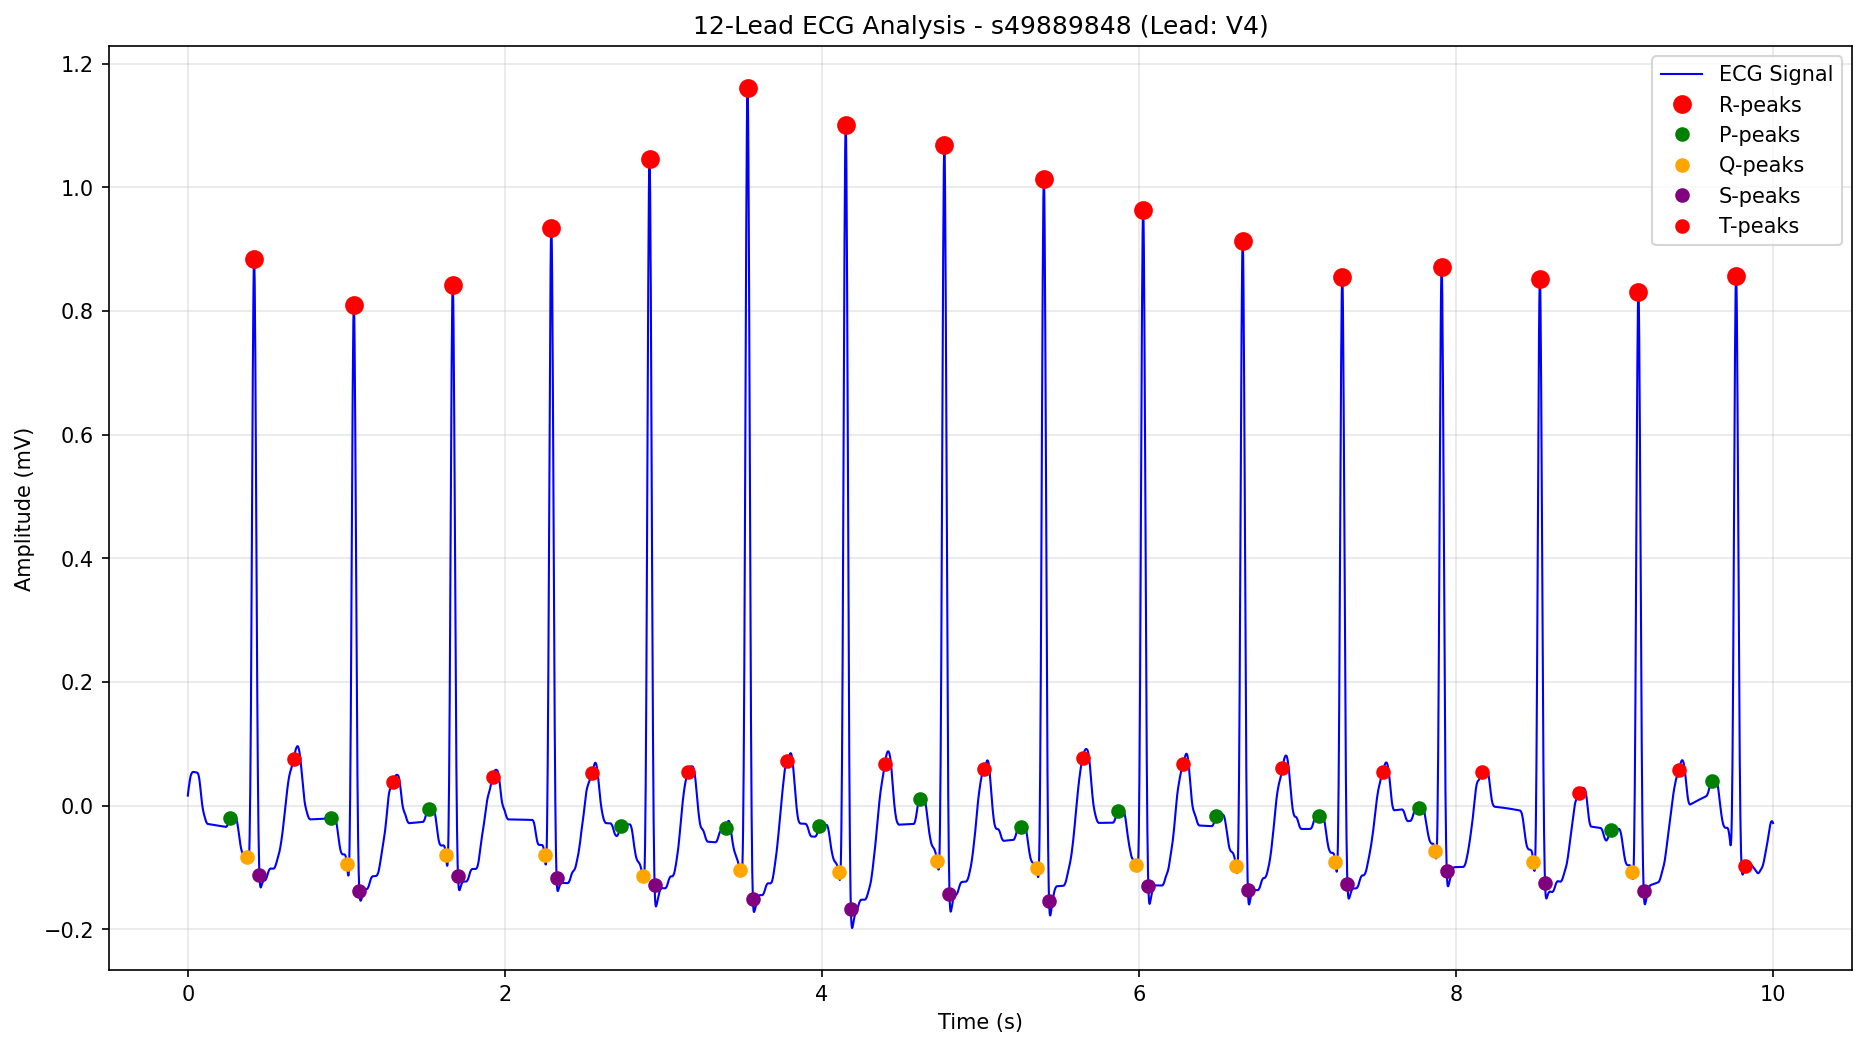 12-Lead ECG Analysis - s49889848 (Lead: V4)
ECG Signal
R-peaks
P-peaks
Q-peaks
S-peaks
T-peaks
Amplitude (mV)
1.2
1.0
0.8
0.6
0.4
0.2
0.0
−0.2
0 2 4 6 8 10
Time (s)